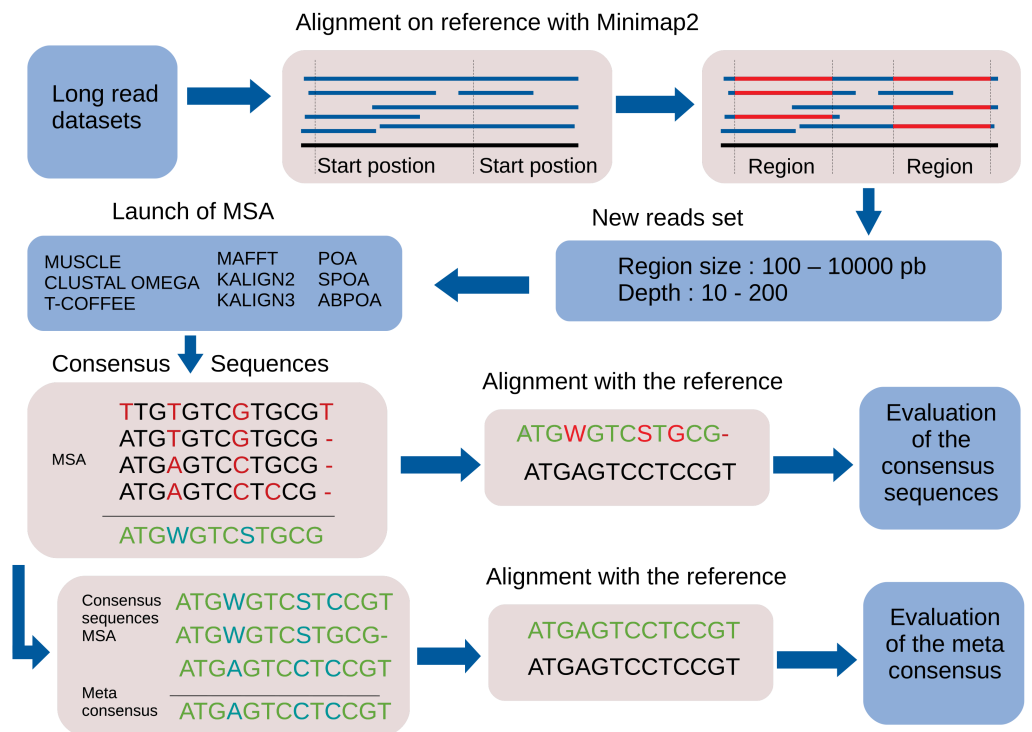 Alignment on reference with Minimap2
Long read
datasets
Start postion
Start postion
Region
Region
Launch of MSA
New reads set
MUSCLE
CLUSTAL OMEGA
T-COFFEE
MAFFT
KALIGN2
KALIGN3
POA
SPOA
ABPOA
Region size : 100 – 10000 pb
Depth : 10 - 200
Consensus Sequences
MSA
TTGTGTCGTGCGT
ATGTGTCGTGCG -
ATGAGTCCTGCG -
ATGAGTCCTCCG -
ATGWGTCSTGCG
Alignment with the reference
ATGWGTCSTGCG-
ATGAGTCCTCCGT
Evaluation
of the
consensus
sequences
Consensus
sequences
MSA
ATGWGTCSTCCGT
ATGWGTCSTGCG-
ATGAGTCCTCCGT
Meta
consensus
ATGAGTCCTCCGT
Alignment with the reference
ATGAGTCCTCCGT
ATGAGTCCTCCGT
Evaluation
of the meta
consensus